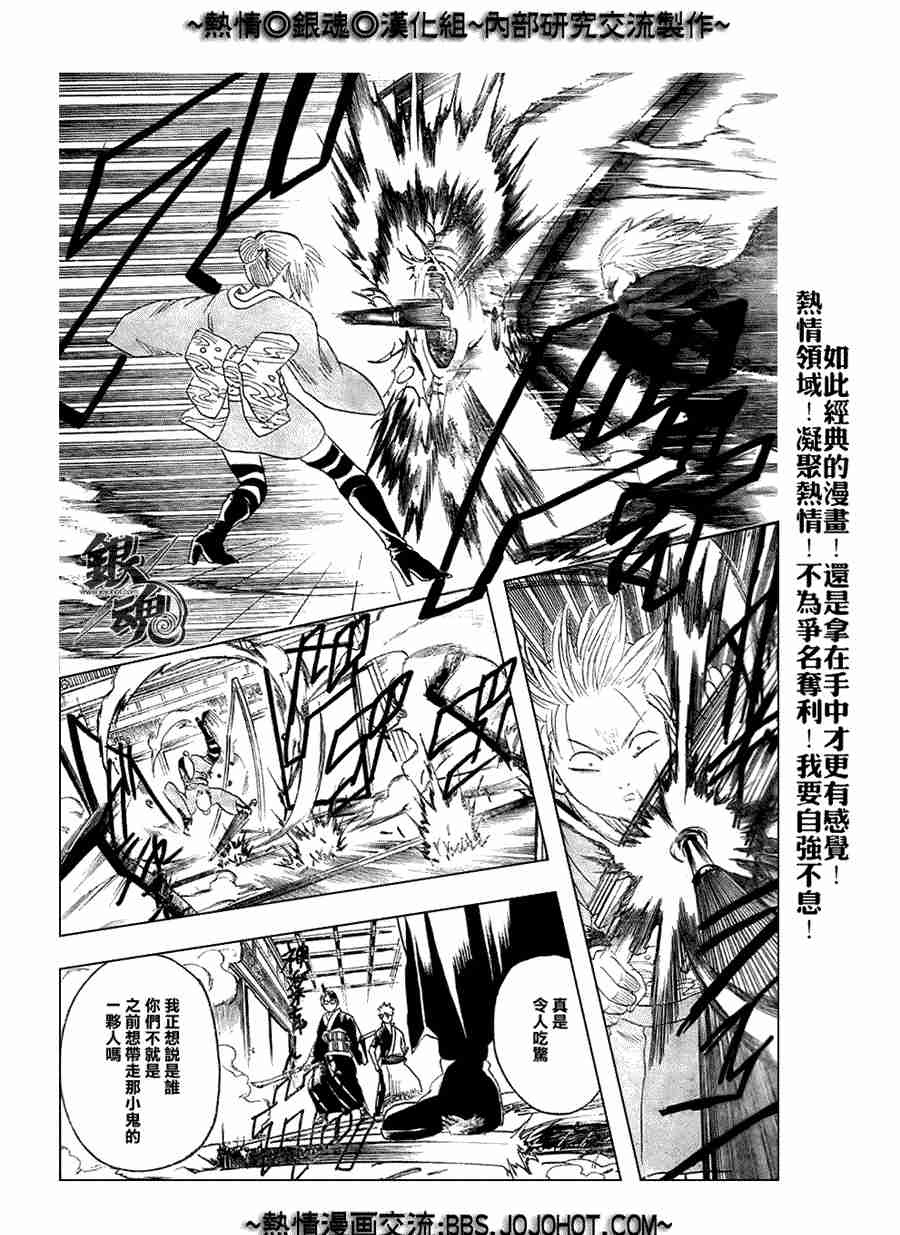 ~熱情◎銀魂◎漢化組~內部研究交流製作~
如此經典的漫畫！還是拿在手中才更有感覺！
熱情領域！凝聚熱情！不為爭名奪利！我要自強不息！
銀魂
www.jojohot.com
真是
令人吃驚
我正想說是誰
你們不就是
之前想帶走那小鬼的
一夥人嗎
~熱情漫画交流:BBS.JOJOHOT.COM~